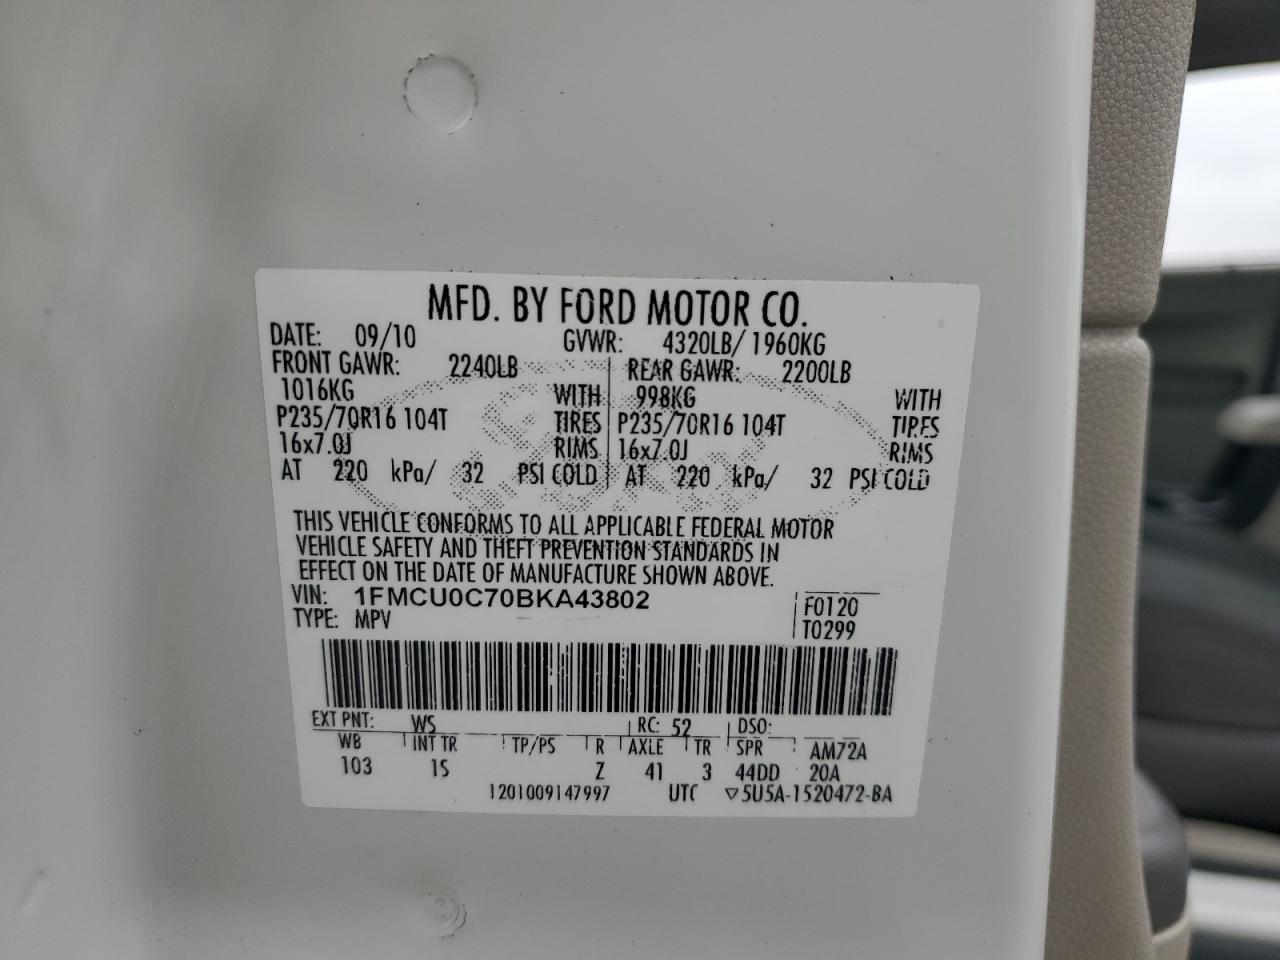 MFD. BY FORD MOTOR CO.
DATE: 09/10 GVWR: 4320LB/ 1960KG
FRONT GAWR: 2240LB REAR GAWR: 2200LB
1016KG WITH 998KG WITH
P235/70R16 104T TIRES P235/70R16 104T TIRES
16x7.0J RIMS 16x7.0J RIMS
AT 220 kPa/ 32 PSI COLD AT 220 kPa/ 32 PSI COLD
THIS VEHICLE CONFORMS TO ALL APPLICABLE FEDERAL MOTOR
VEHICLE SAFETY AND THEFT PREVENTION STANDARDS IN
EFFECT ON THE DATE OF MANUFACTURE SHOWN ABOVE.
VIN: 1FMCU0C70BKA43802 F0120
TYPE: MPV T0299
EXT PNT: WS RC: 52 DSO:
WB INT TR TP/PS R AXLE TR SPR AM72A
103 1S Z 41 3 44DD 20A
1201009147997 UTC ▽5U5A-1520472-BA